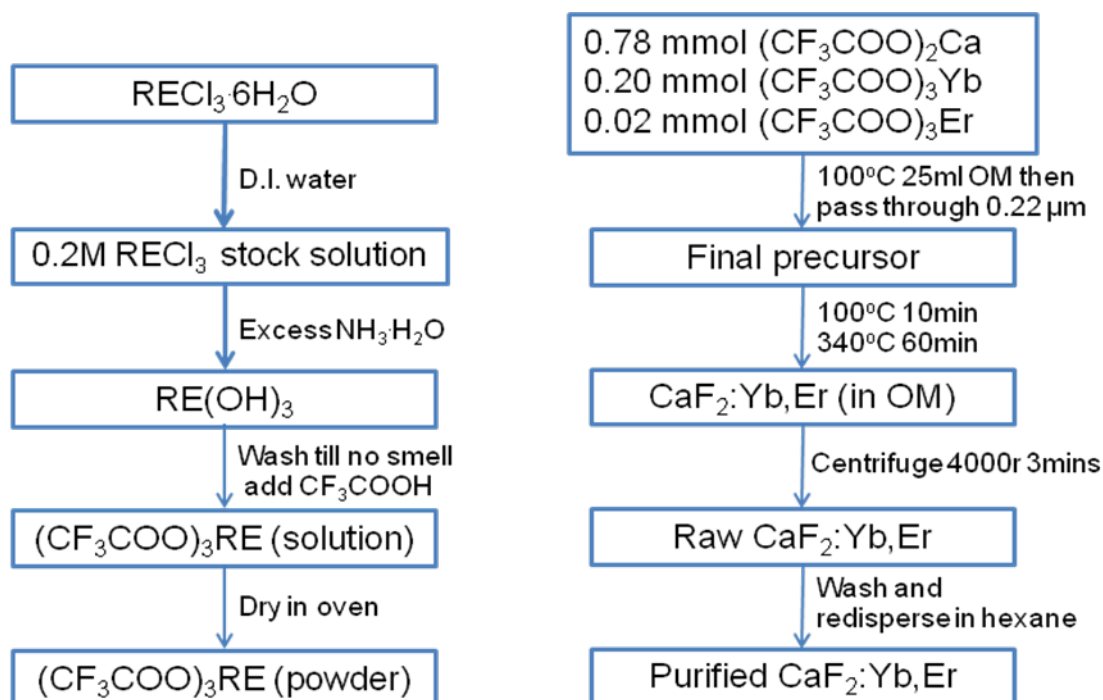 RECl₃·6H₂O
D.I. water
0.2M RECl₃ stock solution
Excess NH₃·H₂O
RE(OH)₃
Wash till no smell
add CF₃COOH
(CF₃COO)₃RE (solution)
Dry in oven
(CF₃COO)₃RE (powder)
0.78 mmol (CF₃COO)₂Ca
0.20 mmol (CF₃COO)₃Yb
0.02 mmol (CF₃COO)₃Er
100°C 25ml OM then
pass through 0.22 µm
Final precursor
100°C 10min
340°C 60min
CaF₂:Yb,Er (in OM)
Centrifuge 4000r 3mins
Raw CaF₂:Yb,Er
Wash and
redisperse in hexane
Purified CaF₂:Yb,Er